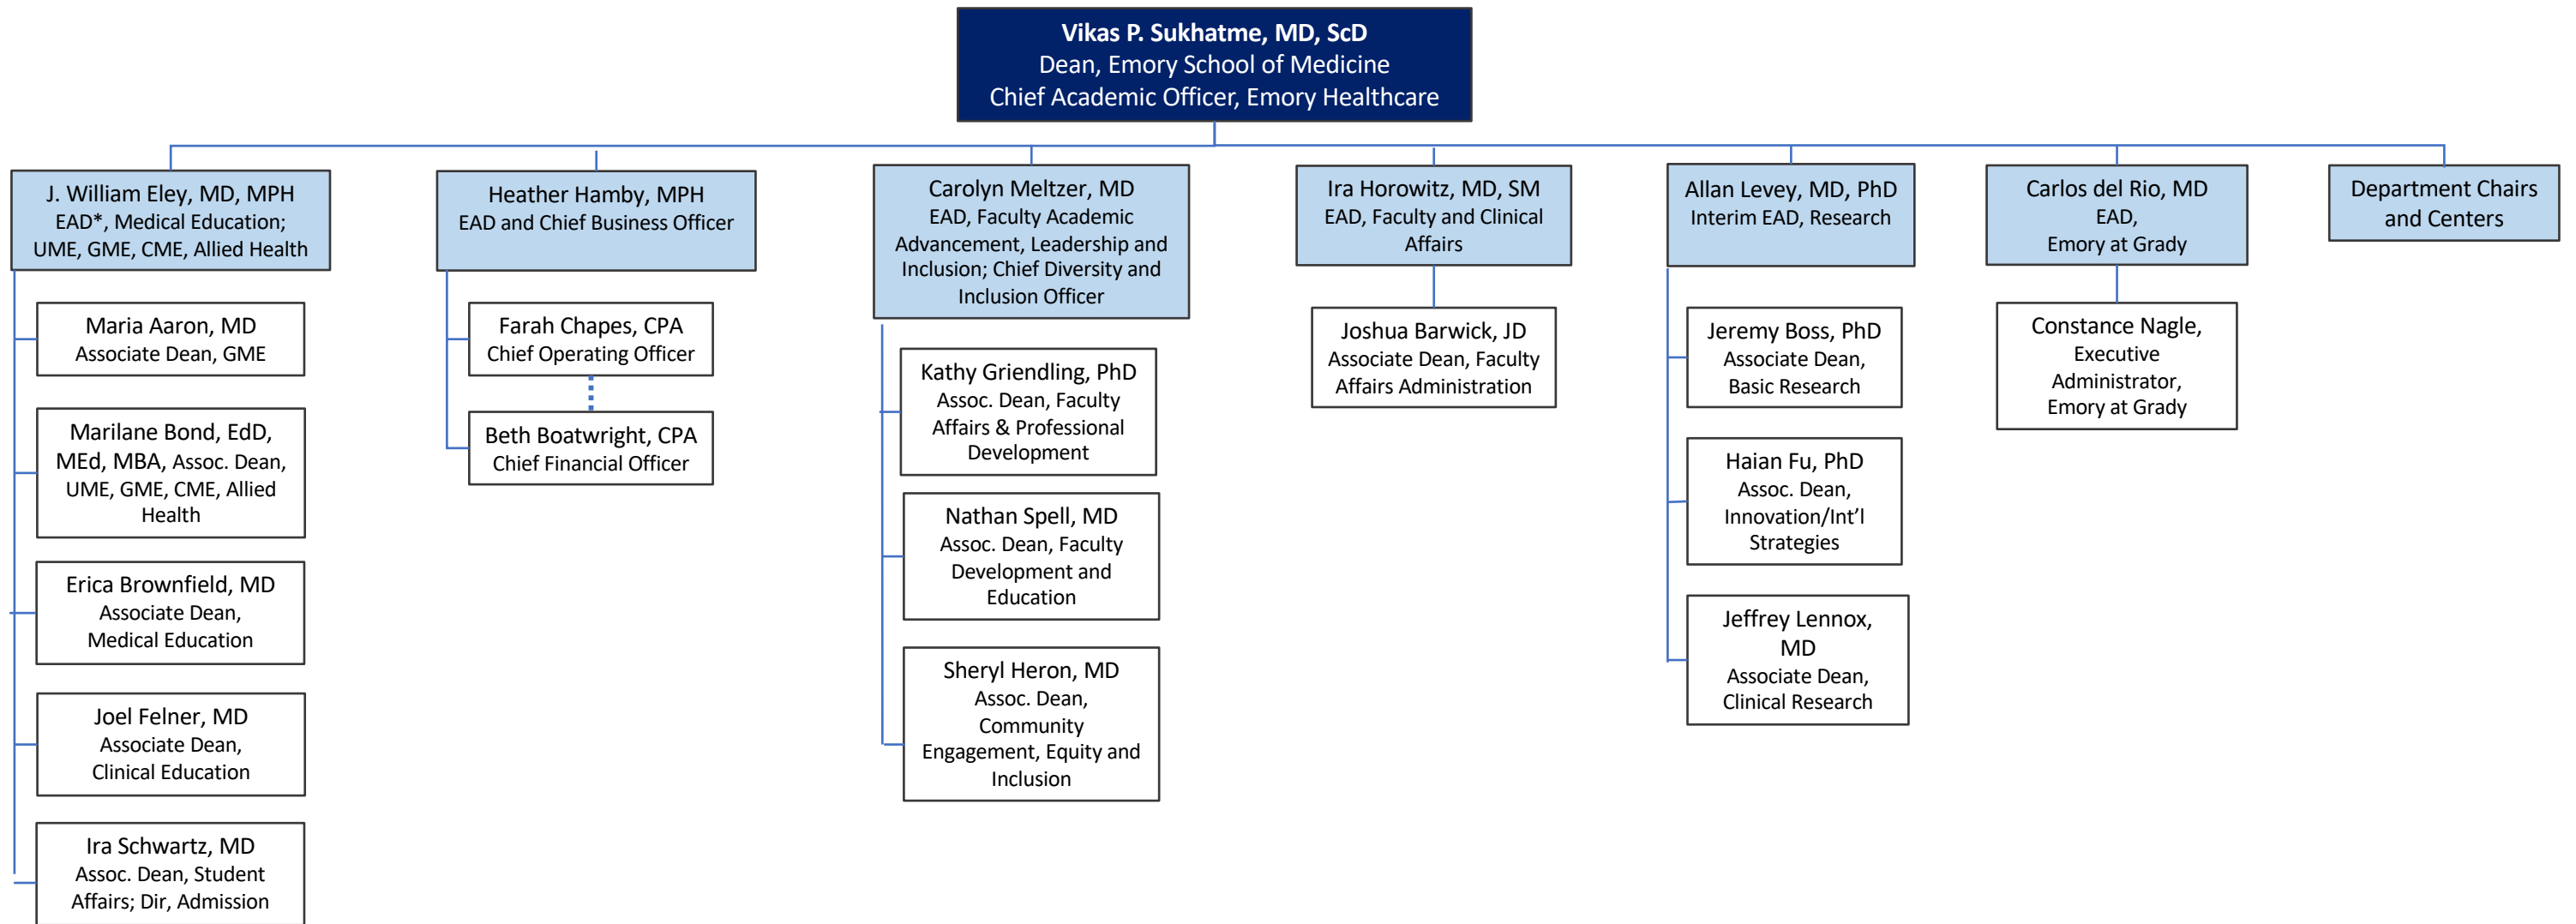 Vikas P. Sukhatme, MD, ScD
Dean, Emory School of Medicine
Chief Academic Officer, Emory Healthcare
J. William Eley, MD, MPH
EAD*, Medical Education;
UME, GME, CME, Allied Health
Maria Aaron, MD
Associate Dean, GME
Marilane Bond, EdD,
MEd, MBA, Assoc. Dean,
UME, GME, CME, Allied
Health
Erica Brownfield, MD
Associate Dean,
Medical Education
Joel Felner, MD
Associate Dean,
Clinical Education
Ira Schwartz, MD
Assoc. Dean, Student
Affairs; Dir, Admission
Heather Hamby, MPH
EAD and Chief Business Officer
Farah Chapes, CPA
Chief Operating Officer
Beth Boatwright, CPA
Chief Financial Officer
Carolyn Meltzer, MD
EAD, Faculty Academic
Advancement, Leadership and
Inclusion; Chief Diversity and
Inclusion Officer
Kathy Griendling, PhD
Assoc. Dean, Faculty
Affairs & Professional
Development
Nathan Spell, MD
Assoc. Dean, Faculty
Development and
Education
Sheryl Heron, MD
Assoc. Dean,
Community
Engagement, Equity and
Inclusion
Ira Horowitz, MD, SM
EAD, Faculty and Clinical
Affairs
Joshua Barwick, JD
Associate Dean, Faculty
Affairs Administration
Allan Levey, MD, PhD
Interim EAD, Research
Jeremy Boss, PhD
Associate Dean,
Basic Research
Haian Fu, PhD
Assoc. Dean,
Innovation/Int’l
Strategies
Jeffrey Lennox,
MD
Associate Dean,
Clinical Research
Carlos del Rio, MD
EAD,
Emory at Grady
Constance Nagle,
Executive
Administrator,
Emory at Grady
Department Chairs
and Centers